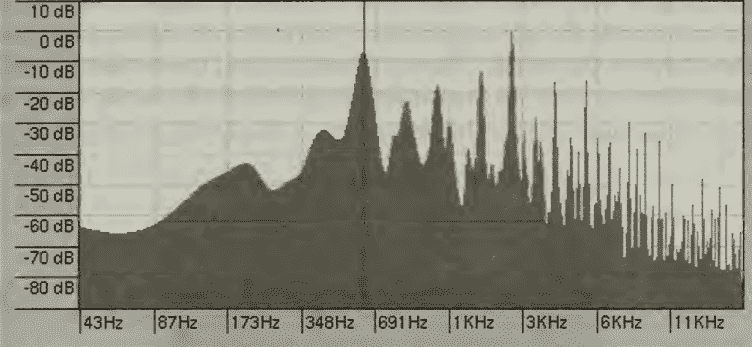 10 dB
0 dB
-10 dB
-20 dB
-30 dB
-40 dB
-50 dB
-60 dB
-70 dB
-80 dB
43Hz 87Hz 173Hz 348Hz 691Hz 1KHz 3KHz 6KHz 11KHz